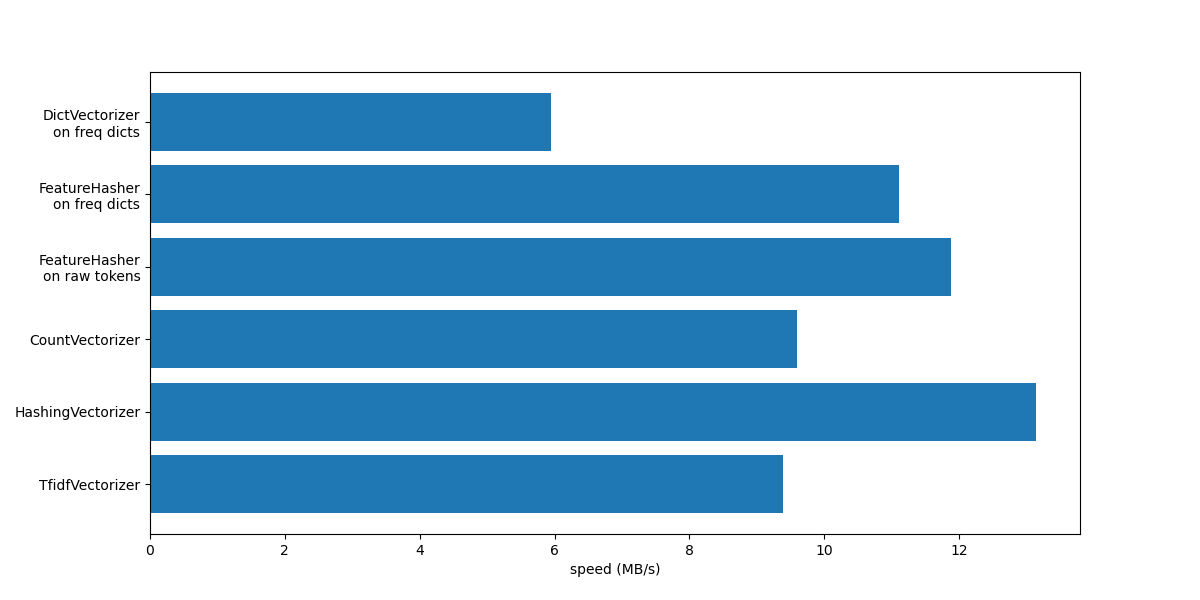 DictVectorizer
on freq dicts
FeatureHasher
on freq dicts
FeatureHasher
on raw tokens
CountVectorizer
HashingVectorizer
TfidfVectorizer
0 2 4 6 8 10 12
speed (MB/s)